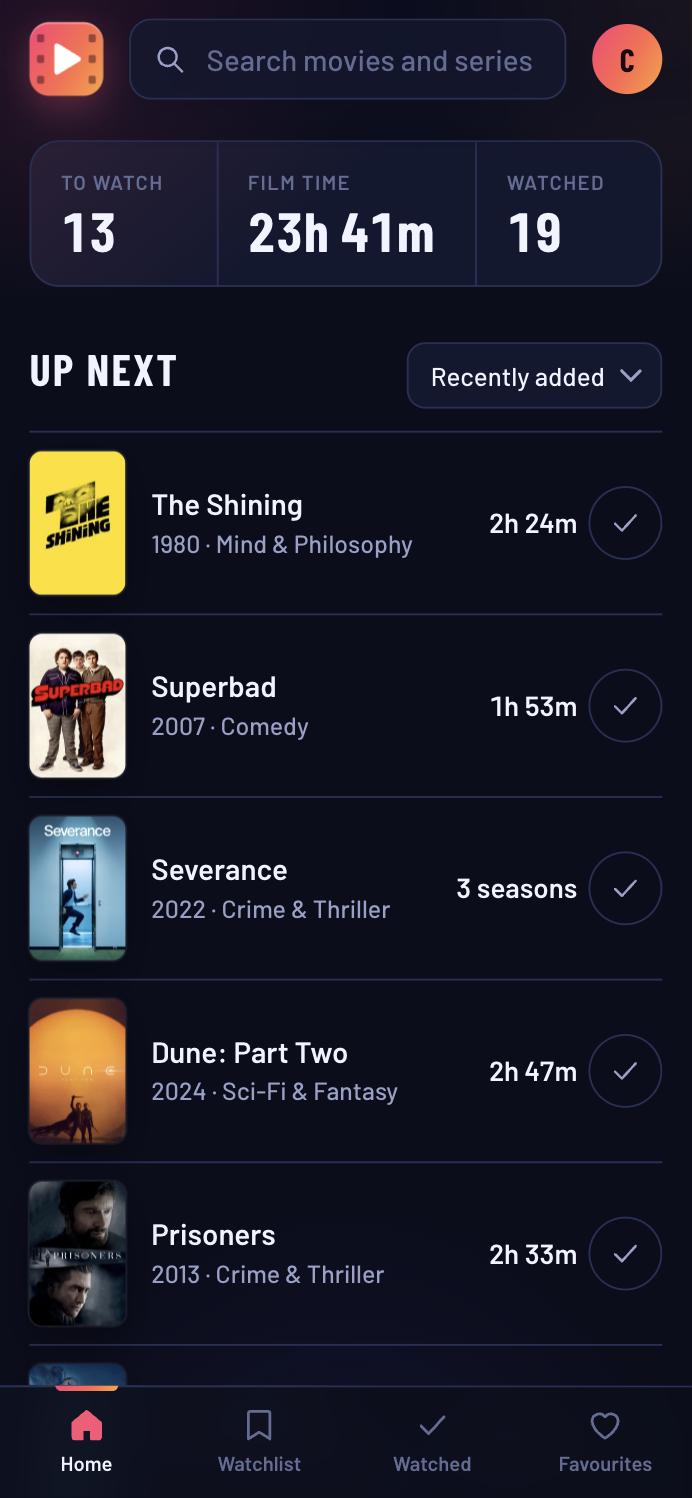 Search movies and series
C
TO WATCH
13
FILM TIME
23h 41m
WATCHED
19
UP NEXT
Recently added
THE
SHiNiNG
The Shining
1980 · Mind & Philosophy
2h 24m
SUPERBAD
Superbad
2007 · Comedy
1h 53m
Severance
Severance
2022 · Crime & Thriller
3 seasons
DUNE
Dune: Part Two
2024 · Sci-Fi & Fantasy
2h 47m
PRISONERS
Prisoners
2013 · Crime & Thriller
2h 33m
Home
Watchlist
Watched
Favourites